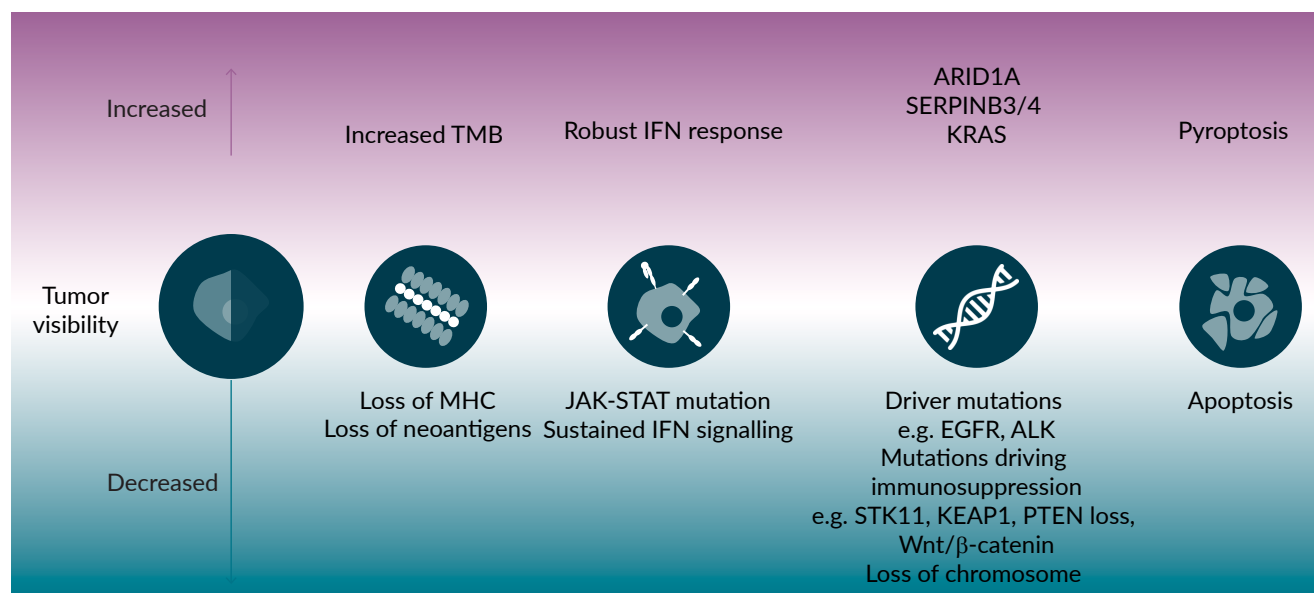 Increased
Increased TMB
Robust IFN response
ARID1A
SERPINB3/4
KRAS
Pyroptosis
Tumor
visibility
Decreased
Loss of MHC
Loss of neoantigens
JAK-STAT mutation
Sustained IFN signalling
Driver mutations
e.g. EGFR, ALK
Mutations driving
immunosuppression
e.g. STK11, KEAP1, PTEN loss,
Wnt/β-catenin
Loss of chromosome
Apoptosis